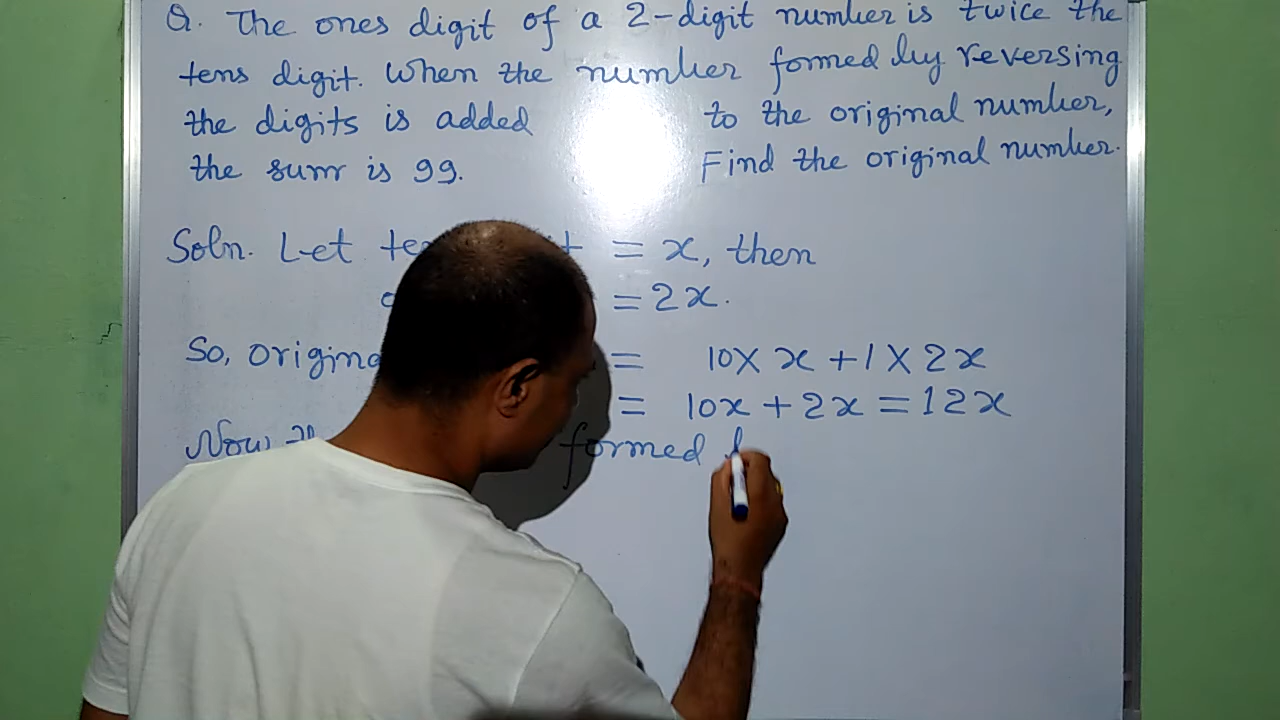 Q. The ones digit of a 2-digit number is twice the
tens digit. When the number formed by reversing
the digits is added to the original number,
the sum is 99. Find the original number.
Soln. Let = x, then
= 2x.
So, = 10 X x + 1 X 2x
= 10x + 2x = 12x
Now formed